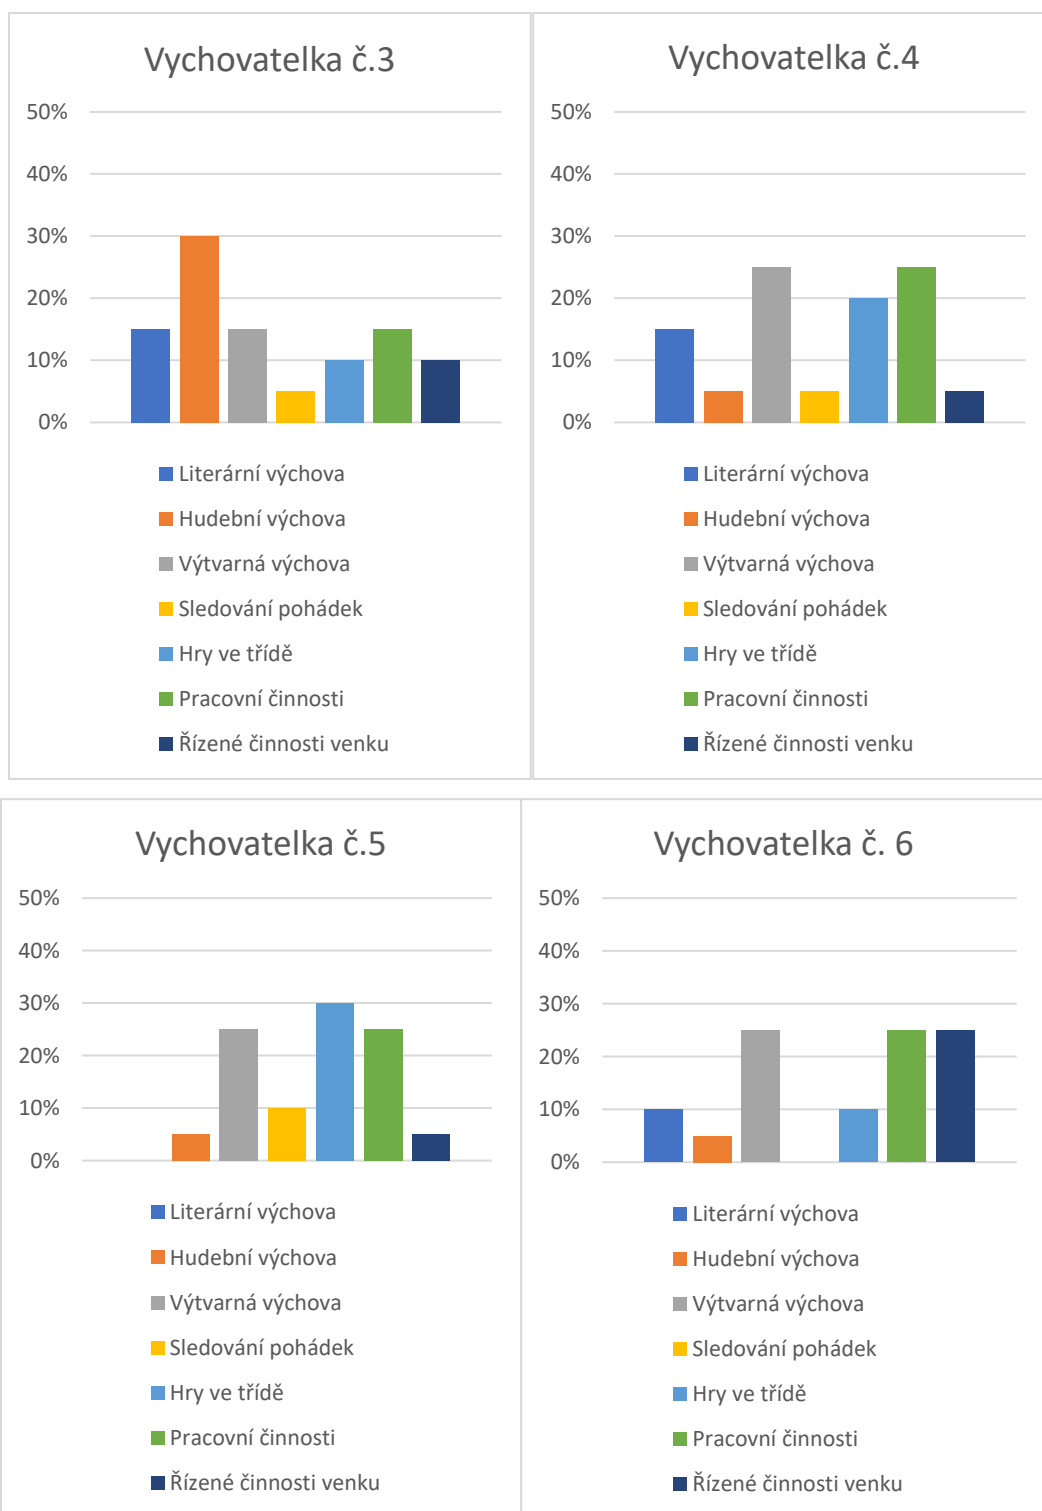 Vychovatelka č.3
50%
40%
30%
20%
10%
0%
Literární výchova
Hudební výchova
Výtvarná výchova
Sledování pohádek
Hry ve třídě
Pracovní činnosti
Řízené činnosti venku
Vychovatelka č.4
50%
40%
30%
20%
10%
0%
Literární výchova
Hudební výchova
Výtvarná výchova
Sledování pohádek
Hry ve třídě
Pracovní činnosti
Řízené činnosti venku
Vychovatelka č.5
50%
40%
30%
20%
10%
0%
Literární výchova
Hudební výchova
Výtvarná výchova
Sledování pohádek
Hry ve třídě
Pracovní činnosti
Řízené činnosti venku
Vychovatelka č. 6
50%
40%
30%
20%
10%
0%
Literární výchova
Hudební výchova
Výtvarná výchova
Sledování pohádek
Hry ve třídě
Pracovní činnosti
Řízené činnosti venku